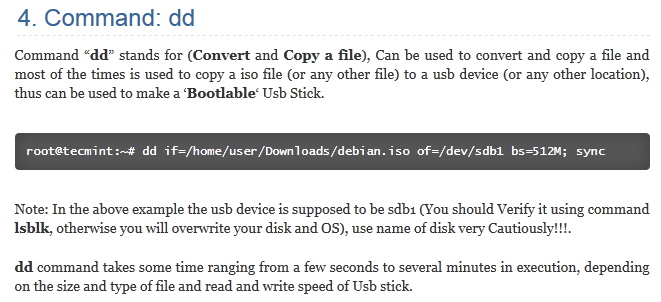 4. Command: dd
Command “dd” stands for (Convert and Copy a file), Can be used to convert and copy a file and
most of the times is used to copy a iso file (or any other file) to a usb device (or any other location),
thus can be used to make a ‘Bootlable‘ Usb Stick.
root@tecmint:~# dd if=/home/user/Downloads/debian.iso of=/dev/sdb1 bs=512M; sync
Note: In the above example the usb device is supposed to be sdb1 (You should Verify it using command
lsblk, otherwise you will overwrite your disk and OS), use name of disk very Cautiously!!!.
dd command takes some time ranging from a few seconds to several minutes in execution, depending
on the size and type of file and read and write speed of Usb stick.